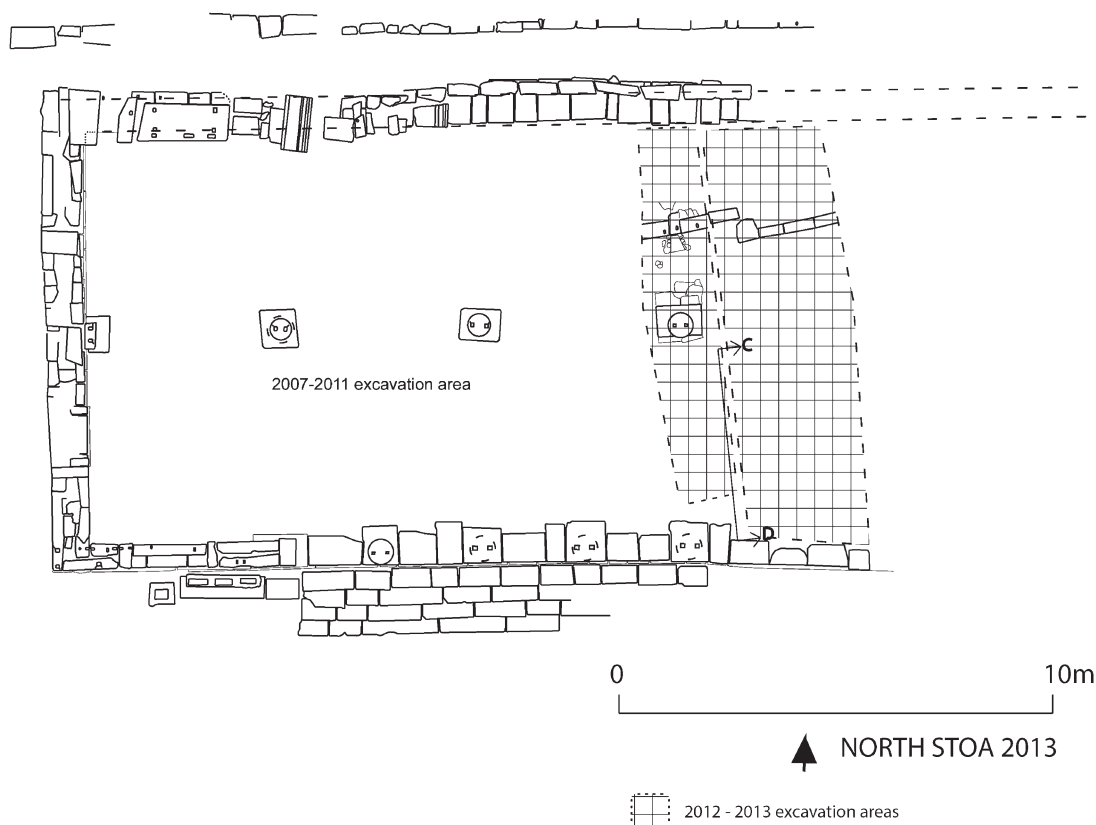 C
2007-2011 excavation area
D
0 10m
NORTH STOA 2013
2012 - 2013 excavation areas